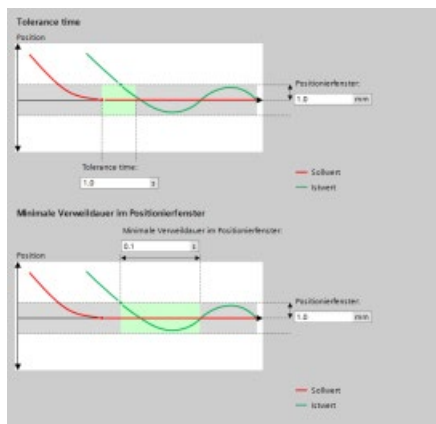 Tolerance time
Position
Positionierfenster:
1.0 mm
Tolerance time:
1.0 s
Sollwert
Istwert
Minimale Verweildauer im Positionierfenster
Minimale Verweildauer im Positionierfenster:
0.1 s
Position
Positionierfenster:
1.0 mm
Sollwert
Istwert